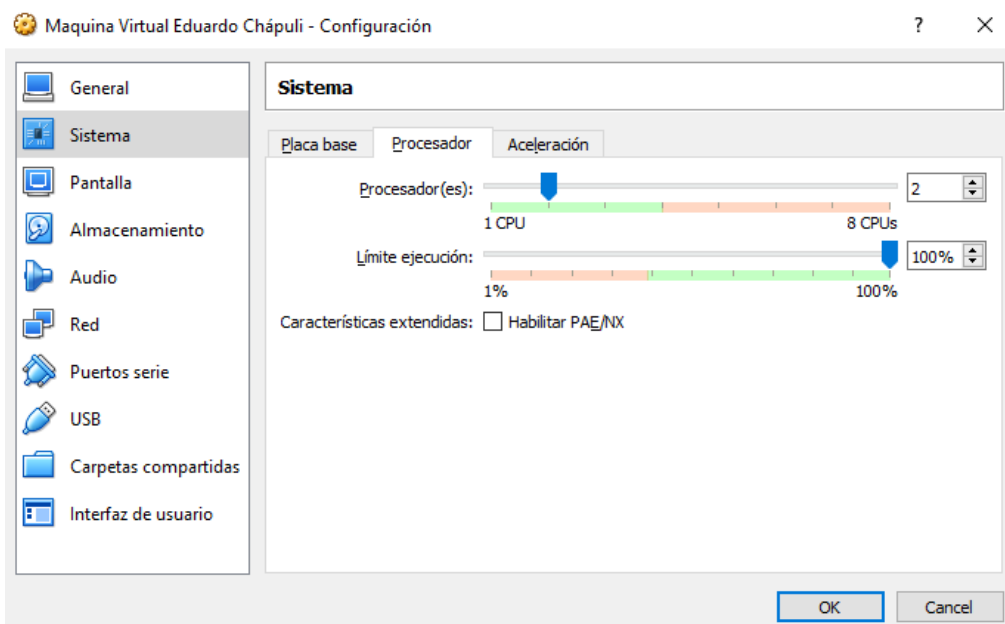 Maquina Virtual Eduardo Chápuli - Configuración
?
General
Sistema
Pantalla
Almacenamiento
Audio
Red
Puertos serie
USB
Carpetas compartidas
Interfaz de usuario
Sistema
Placa base Procesador Aceleración
Procesador(es): 2
1 CPU 8 CPUs
Límite ejecución: 100%
1% 100%
Características extendidas: Habilitar PAE/NX
OK Cancel